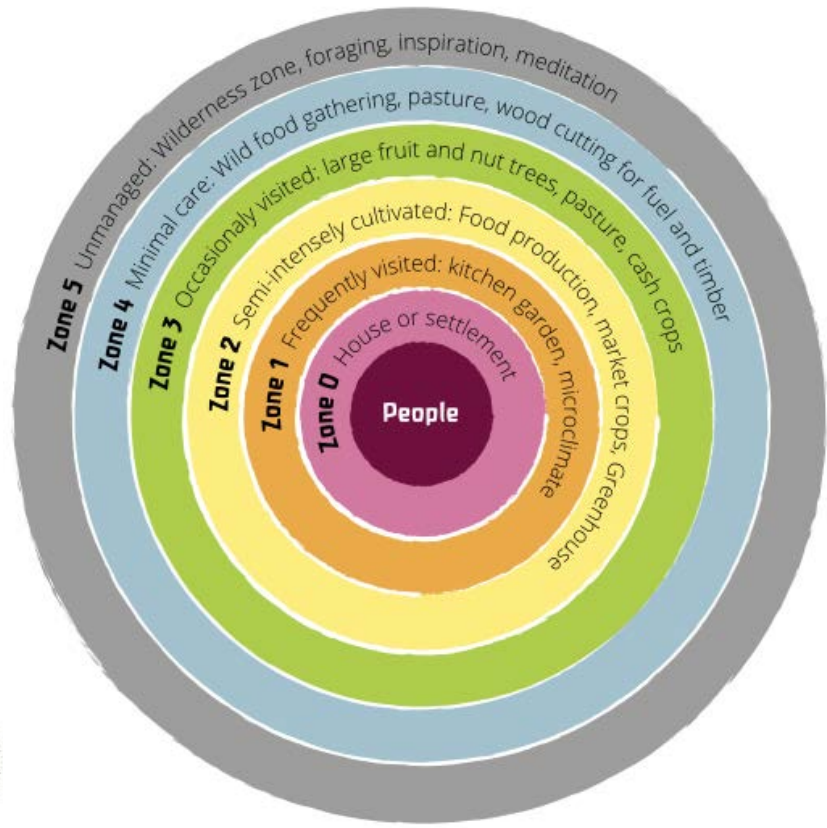 Zone 5 Unmanaged: Wilderness zone, foraging, inspiration, meditation
Zone 4 Minimal care: Wild food gathering, pasture, wood cutting for fuel and timber
Zone 3 Occasionaly visited: large fruit and nut trees, pasture, cash crops
Zone 2 Semi-intensely cultivated: Food production, market crops, Greenhouse
Zone 1 Frequently visited: kitchen garden, microclimate
Zone 0 House or settlement
People